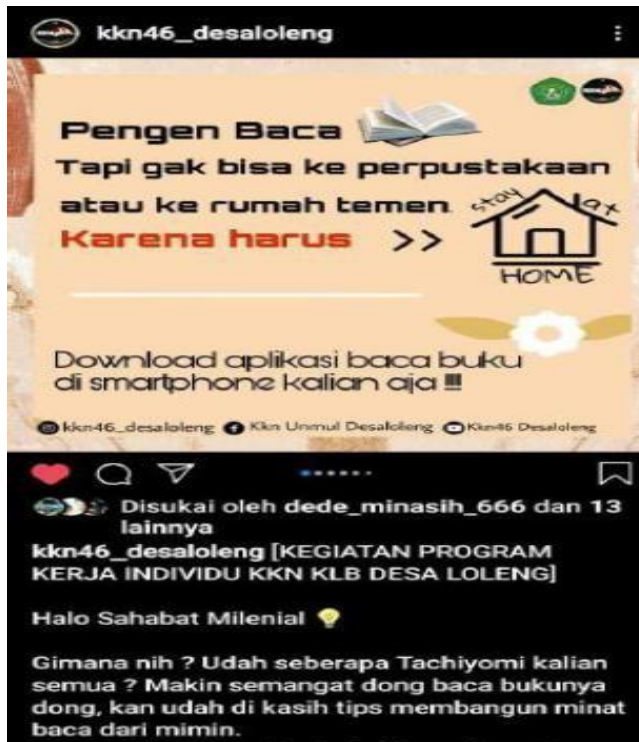 kkn46_desaloleng
Pengen Baca
Tapi gak bisa ke perpustakaan
atau ke rumah temen
Karena harus >>
stay at
HOME
Download aplikasi baca buku
di smartphone kalian aja !!!
kkn46_desaloleng Kkn Unmul Desaloleng Kkn46 Desaloleng
Disukai oleh dede_minasih_666 dan 13
lainnya
kkn46_desaloleng [KEGIATAN PROGRAM
KERJA INDIVIDU KKN KLB DESA LOLENG]
Halo Sahabat Milenial 💡
Gimana nih ? Udah seberapa Tachiyomi kalian
semua ? Makin semangat dong baca bukunya
dong, kan udah di kasih tips membangun minat
baca dari mimin.